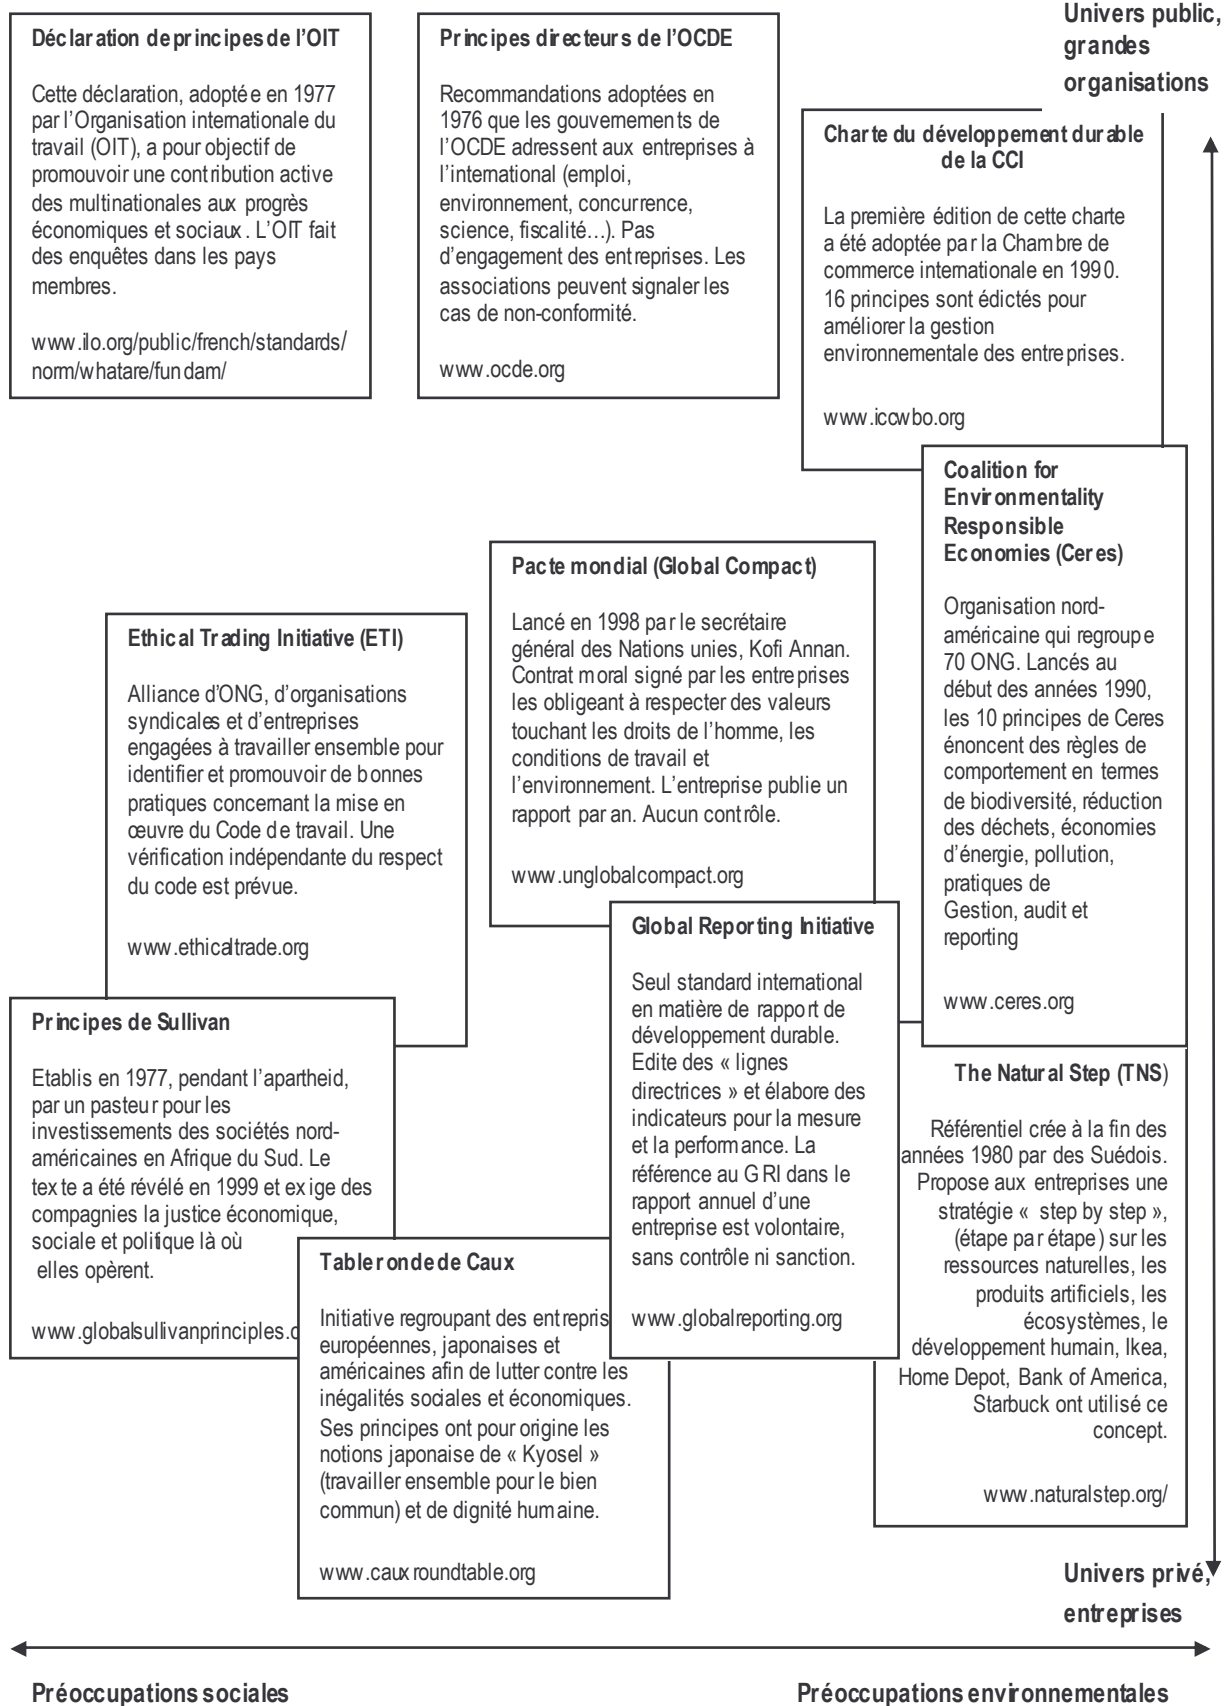 Univers public,
grandes
organisations
Déclaration de principes de l’OIT
Cette déclaration, adoptée en 1977
par l’Organisation internationale du
travail (OIT), a pour objectif de
promouvoir une contribution active
des multinationales aux progrès
économiques et sociaux. L’OIT fait
des enquêtes dans les pays
membres.
www.ilo.org/public/french/standards/
norm/whatare/fundam/
Principes directeurs de l’OCDE
Recommandations adoptées en
1976 que les gouvernements de
l’OCDE adressent aux entreprises à
l’international (emploi,
environnement, concurrence,
science, fiscalité…). Pas
d’engagement des entreprises. Les
associations peuvent signaler les
cas de non-conformité.
www.ocde.org
Charte du développement durable
de la CCI
La première édition de cette charte
a été adoptée par la Chambre de
commerce internationale en 1990.
16 principes sont édictés pour
améliorer la gestion
environnementale des entreprises.
www.iccwbo.org
Coalition for
Environmentality
Responsible
Economies (Ceres)
Organisation nord-
américaine qui regroupe
70 ONG. Lancés au
début des années 1990,
les 10 principes de Ceres
énoncent des règles de
comportement en termes
de biodiversité, réduction
des déchets, économies
d’énergie, pollution,
pratiques de
Gestion, audit et
reporting
www.ceres.org
Pacte mondial (Global Compact)
Lancé en 1998 par le secrétaire
général des Nations unies, Kofi Annan.
Contrat moral signé par les entreprises
les obligeant à respecter des valeurs
touchant les droits de l’homme, les
conditions de travail et
l’environnement. L’entreprise publie un
rapport par an. Aucun contrôle.
www.unglobalcompact.org
Ethical Trading Initiative (ETI)
Alliance d’ONG, d’organisations
syndicales et d’entreprises
engagées à travailler ensemble pour
identifier et promouvoir de bonnes
pratiques concernant la mise en
œuvre du Code de travail. Une
vérification indépendante du respect
du code est prévue.
www.ethicaltrade.org
Global Reporting Initiative
Seul standard international
en matière de rapport de
développement durable.
Edite des « lignes
directrices » et élabore des
indicateurs pour la mesure
et la performance. La
référence au GRI dans le
rapport annuel d’une
entreprise est volontaire,
sans contrôle ni sanction.
www.globalreporting.org
Principes de Sullivan
Etablis en 1977, pendant l’apartheid,
par un pasteur pour les
investissements des sociétés nord-
américaines en Afrique du Sud. Le
texte a été révélé en 1999 et exige des
compagnies la justice économique,
sociale et politique là où
elles opèrent.
www.globalsullivanprinciples.o
The Natural Step (TNS)
Référentiel crée à la fin des
années 1980 par des Suédois.
Propose aux entreprises une
stratégie « step by step »,
(étape par étape) sur les
ressources naturelles, les
produits artificiels, les
écosystèmes, le
développement humain, Ikea,
Home Depot, Bank of America,
Starbuck ont utilisé ce
concept.
www.naturalstep.org/
Table ronde de Caux
Initiative regroupant des entrepris
européennes, japonaises et
américaines afin de lutter contre les
inégalités sociales et économiques.
Ses principes ont pour origine les
notions japonaise de « Kyosel »
(travailler ensemble pour le bien
commun) et de dignité humaine.
www.cauxroundtable.org
Univers privé,
entreprises
Préoccupations sociales
Préoccupations environnementales